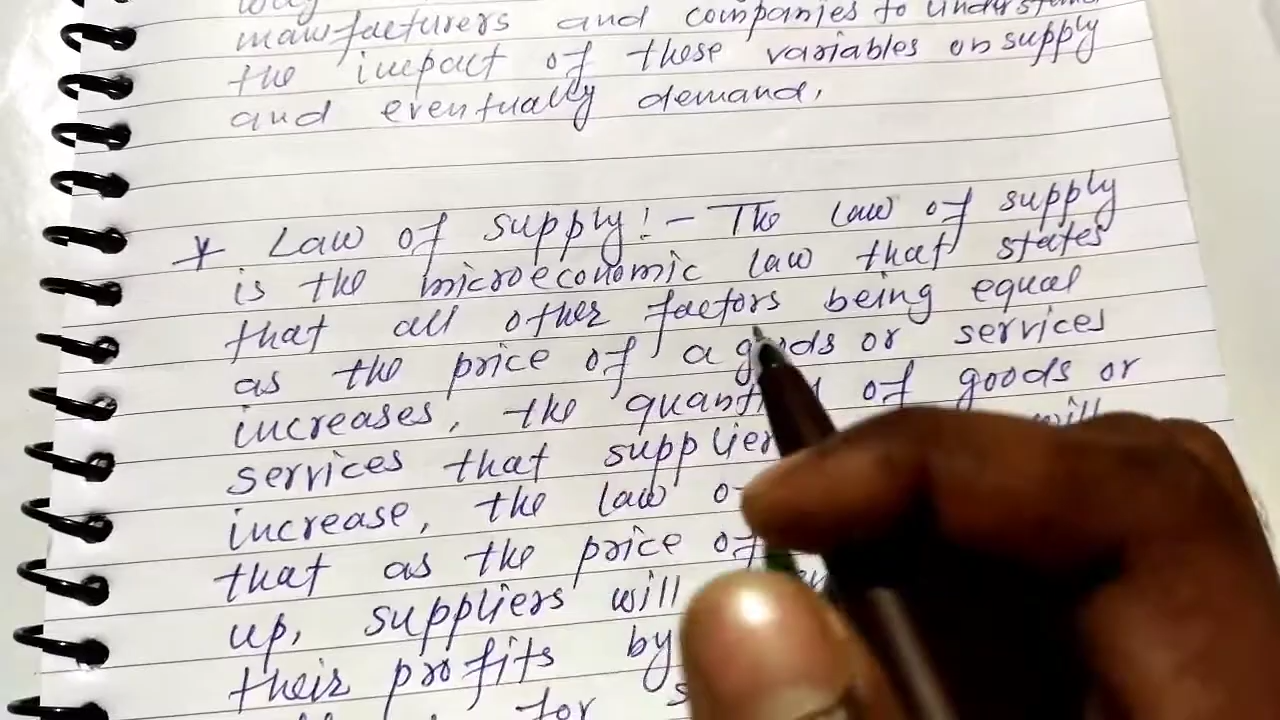 manufacturers and companies to understand
the impact of these variables on supply
and eventually demand.
* Law of supply:- The law of supply
is the microeconomic law that states
that all other factors being equal
as the price of a goods or services
increases, the of goods or
services that will
increase, the law
that as the price of
up, suppliers will
their profits by
for